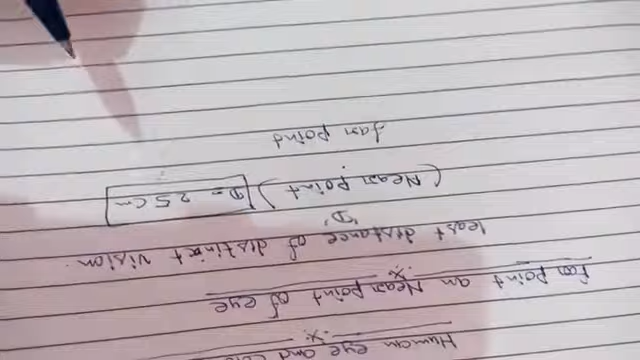 Human eye and
Far point an Near point of eye
least distance of distinct vision.
"D"
(Near point) D = 25 cm
far point